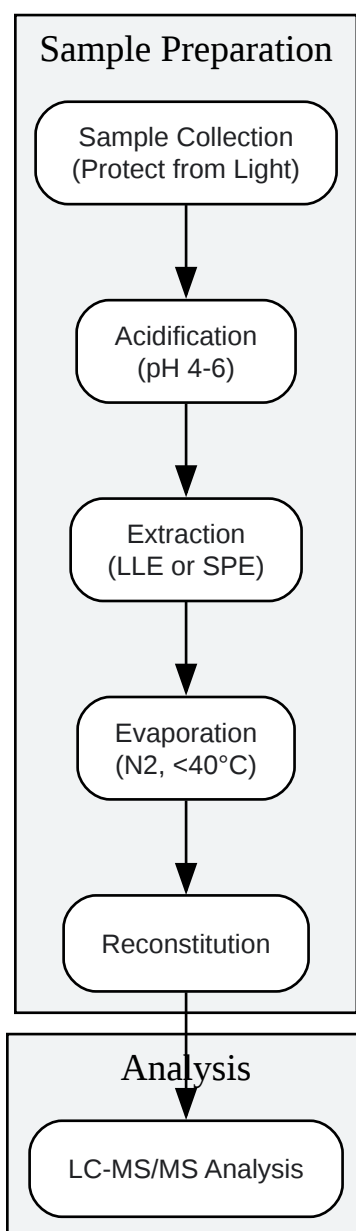 Sample Preparation
Sample Collection
(Protect from Light)
Acidification
(pH 4-6)
Extraction
(LLE or SPE)
Evaporation
(N2, <40°C)
Reconstitution
Analysis
LC-MS/MS Analysis